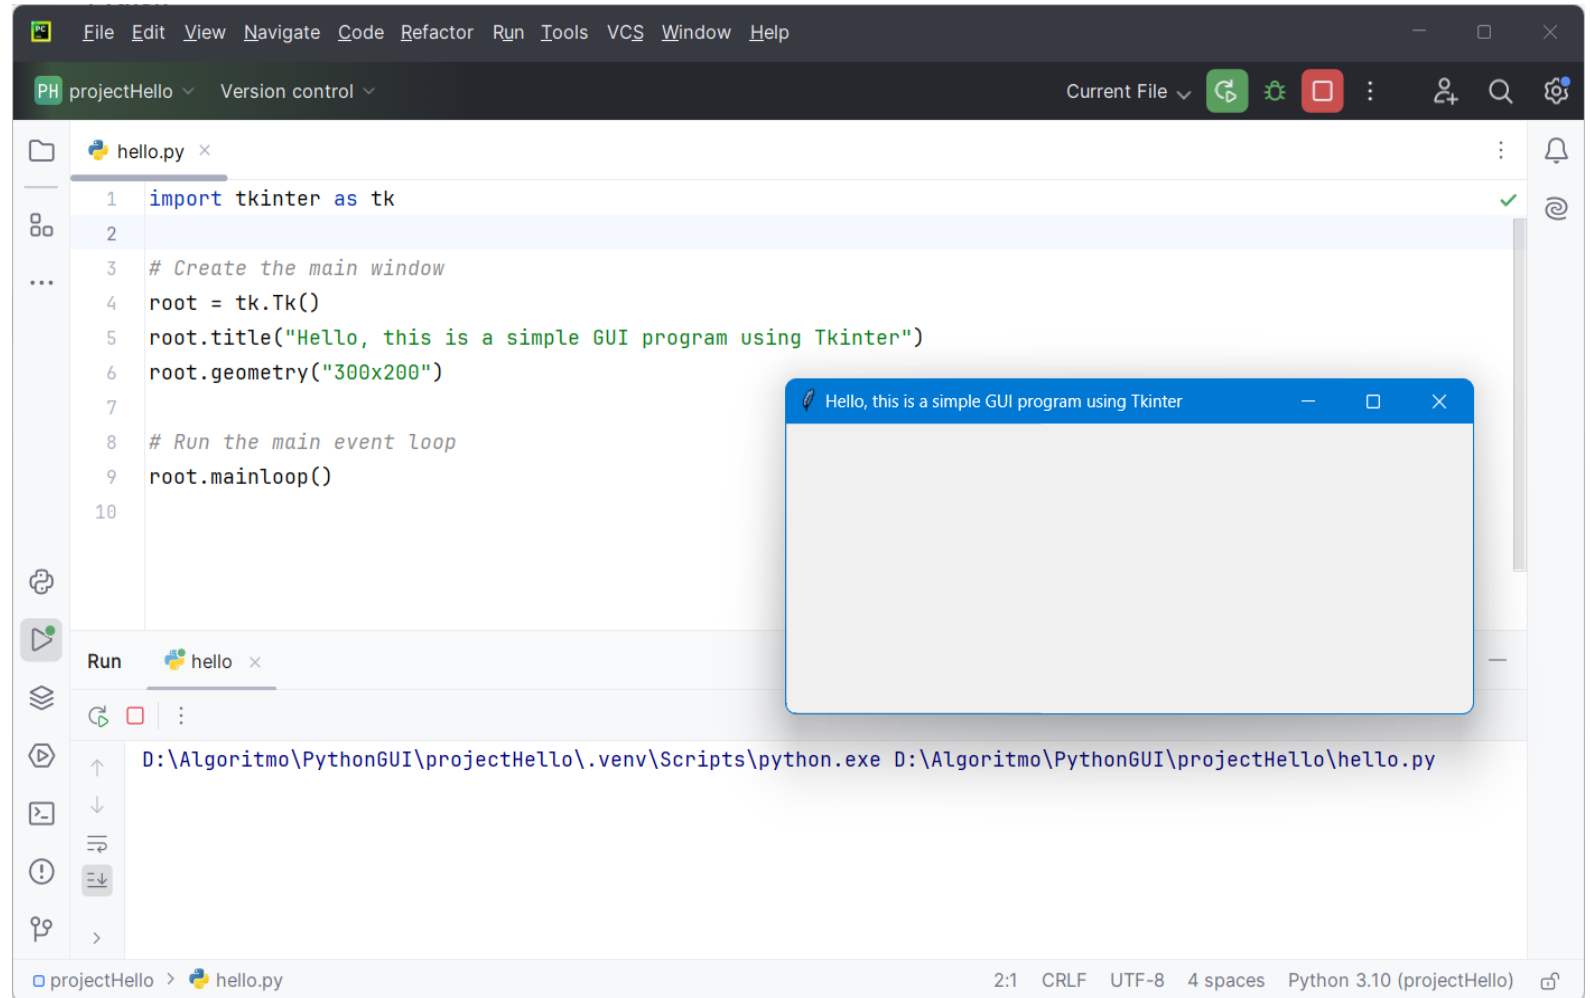 PC
File Edit View Navigate Code Refactor Run Tools VCS Window Help
PH projectHello Version control Current File
hello.py
1 import tkinter as tk
2
3 # Create the main window
4 root = tk.Tk()
5 root.title("Hello, this is a simple GUI program using Tkinter")
6 root.geometry("300x200")
7
8 # Run the main event loop
9 root.mainloop()
10
Hello, this is a simple GUI program using Tkinter
Run hello
D:\Algoritmo\PythonGUI\projectHello\.venv\Scripts\python.exe D:\Algoritmo\PythonGUI\projectHello\hello.py
projectHello > hello.py 2:1 CRLF UTF-8 4 spaces Python 3.10 (projectHello)